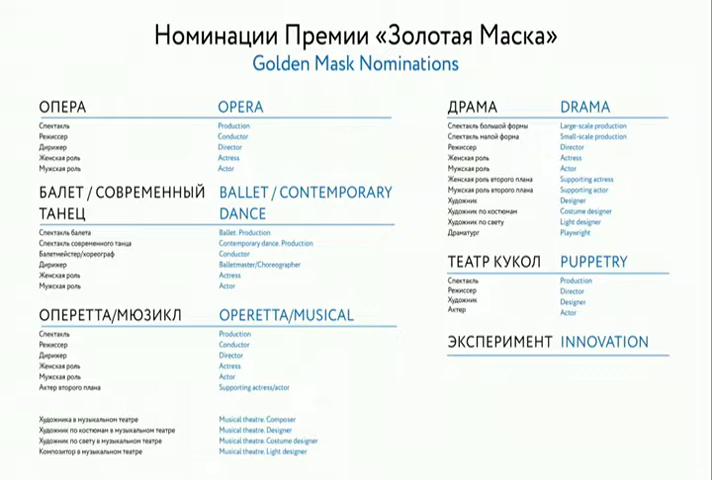 Номинации Премии «Золотая Маска»
Golden Mask Nominations
ОПЕРА OPERA
Спектакль Production
Режиссер Conductor
Дирижер Director
Женская роль Actress
Мужская роль Actor
БАЛЕТ / СОВРЕМЕННЫЙ BALLET / CONTEMPORARY
ТАНЕЦ DANCE
Спектакль балета Ballet. Production
Спектакль современного танца Contemporary dance. Production
Балетмейстер/хореограф Conductor
Дирижер Balletmaster/Choreographer
Женская роль Actress
Мужская роль Actor
ОПЕРЕТТА/МЮЗИКЛ OPERETTA/MUSICAL
Спектакль Production
Режиссер Conductor
Дирижер Director
Женская роль Actress
Мужская роль Actor
Актер второго плана Supporting actress/actor
Художника в музыкальном театре Musical theatre. Composer
Художник по костюмам в музыкальном театре Musical theatre. Designer
Художник по свету в музыкальном театре Musical theatre. Costume designer
Композитор в музыкальном театре Musical theatre. Light designer
ДРАМА DRAMA
Спектакль большой формы Large-scale production
Спектакль малой форма Small-scale production
Режиссер Director
Женская роль Actress
Мужская роль Actor
Женская роль второго плана Supporting actress
Мужская роль второго плана Supporting actor
Художник Designer
Художник по костюмам Costume designer
Художник по свету Light designer
Драматург Playwright
ТЕАТР КУКОЛ PUPPETRY
Спектакль Production
Режиссер Director
Художник Designer
Актер Actor
ЭКСПЕРИМЕНТ INNOVATION